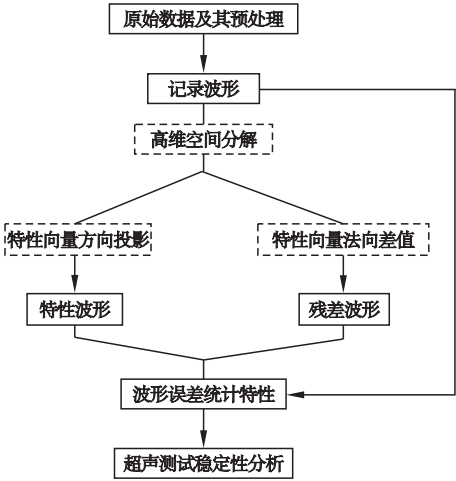 原始数据及其预处理
记录波形
高维空间分解
特性向量方向投影
特性向量法向差值
特性波形
残差波形
波形误差统计特性
超声测试稳定性分析